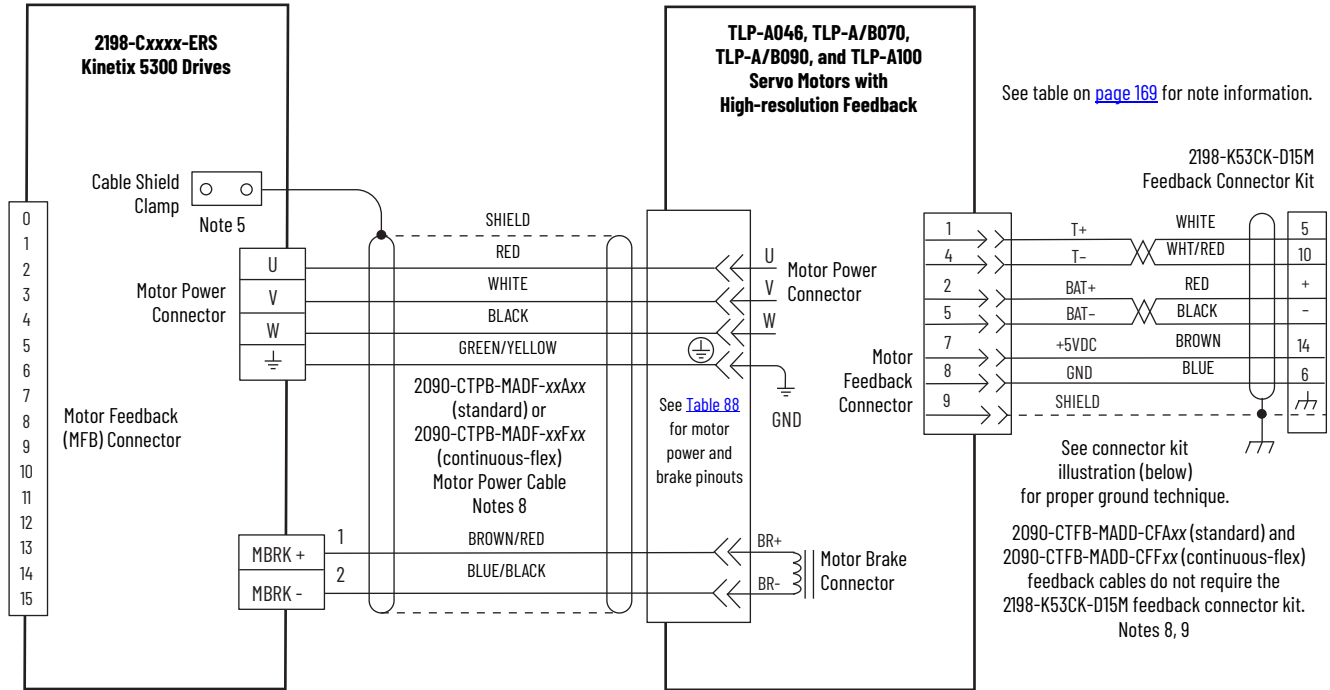 2198-Cxxxx-ERS
Kinetix 5300 Drives
TLP-A046, TLP-A/B070,
TLP-A/B090, and TLP-A100
Servo Motors with
High-resolution Feedback
See table on page 169 for note information.
2198-K53CK-D15M
Feedback Connector Kit
Cable Shield
Clamp
Note 5
0
1
2
3
4
5
6
7
8
9
10
11
12
13
14
15
Motor Feedback
(MFB) Connector
Motor Power
Connector
U
V
W
SHIELD
RED
WHITE
BLACK
GREEN/YELLOW
U
V
W
Motor Power
Connector
GND
2090-CTPB-MADF-xxAxx
(standard) or
2090-CTPB-MADF-xxFxx
(continuous-flex)
Motor Power Cable
Notes 8
See Table 88
for motor
power and
brake pinouts
MBRK +
MBRK -
1
2
BROWN/RED
BLUE/BLACK
BR+
BR-
Motor Brake
Connector
Motor
Feedback
Connector
1 T+ WHITE 5
4 T- WHT/RED 10
2 BAT+ RED +
5 BAT- BLACK -
7 +5VDC BROWN 14
8 GND BLUE 6
9 SHIELD
See connector kit
illustration (below)
for proper ground technique.
2090-CTFB-MADD-CFAxx (standard) and
2090-CTFB-MADD-CFFxx (continuous-flex)
feedback cables do not require the
2198-K53CK-D15M feedback connector kit.
Notes 8, 9